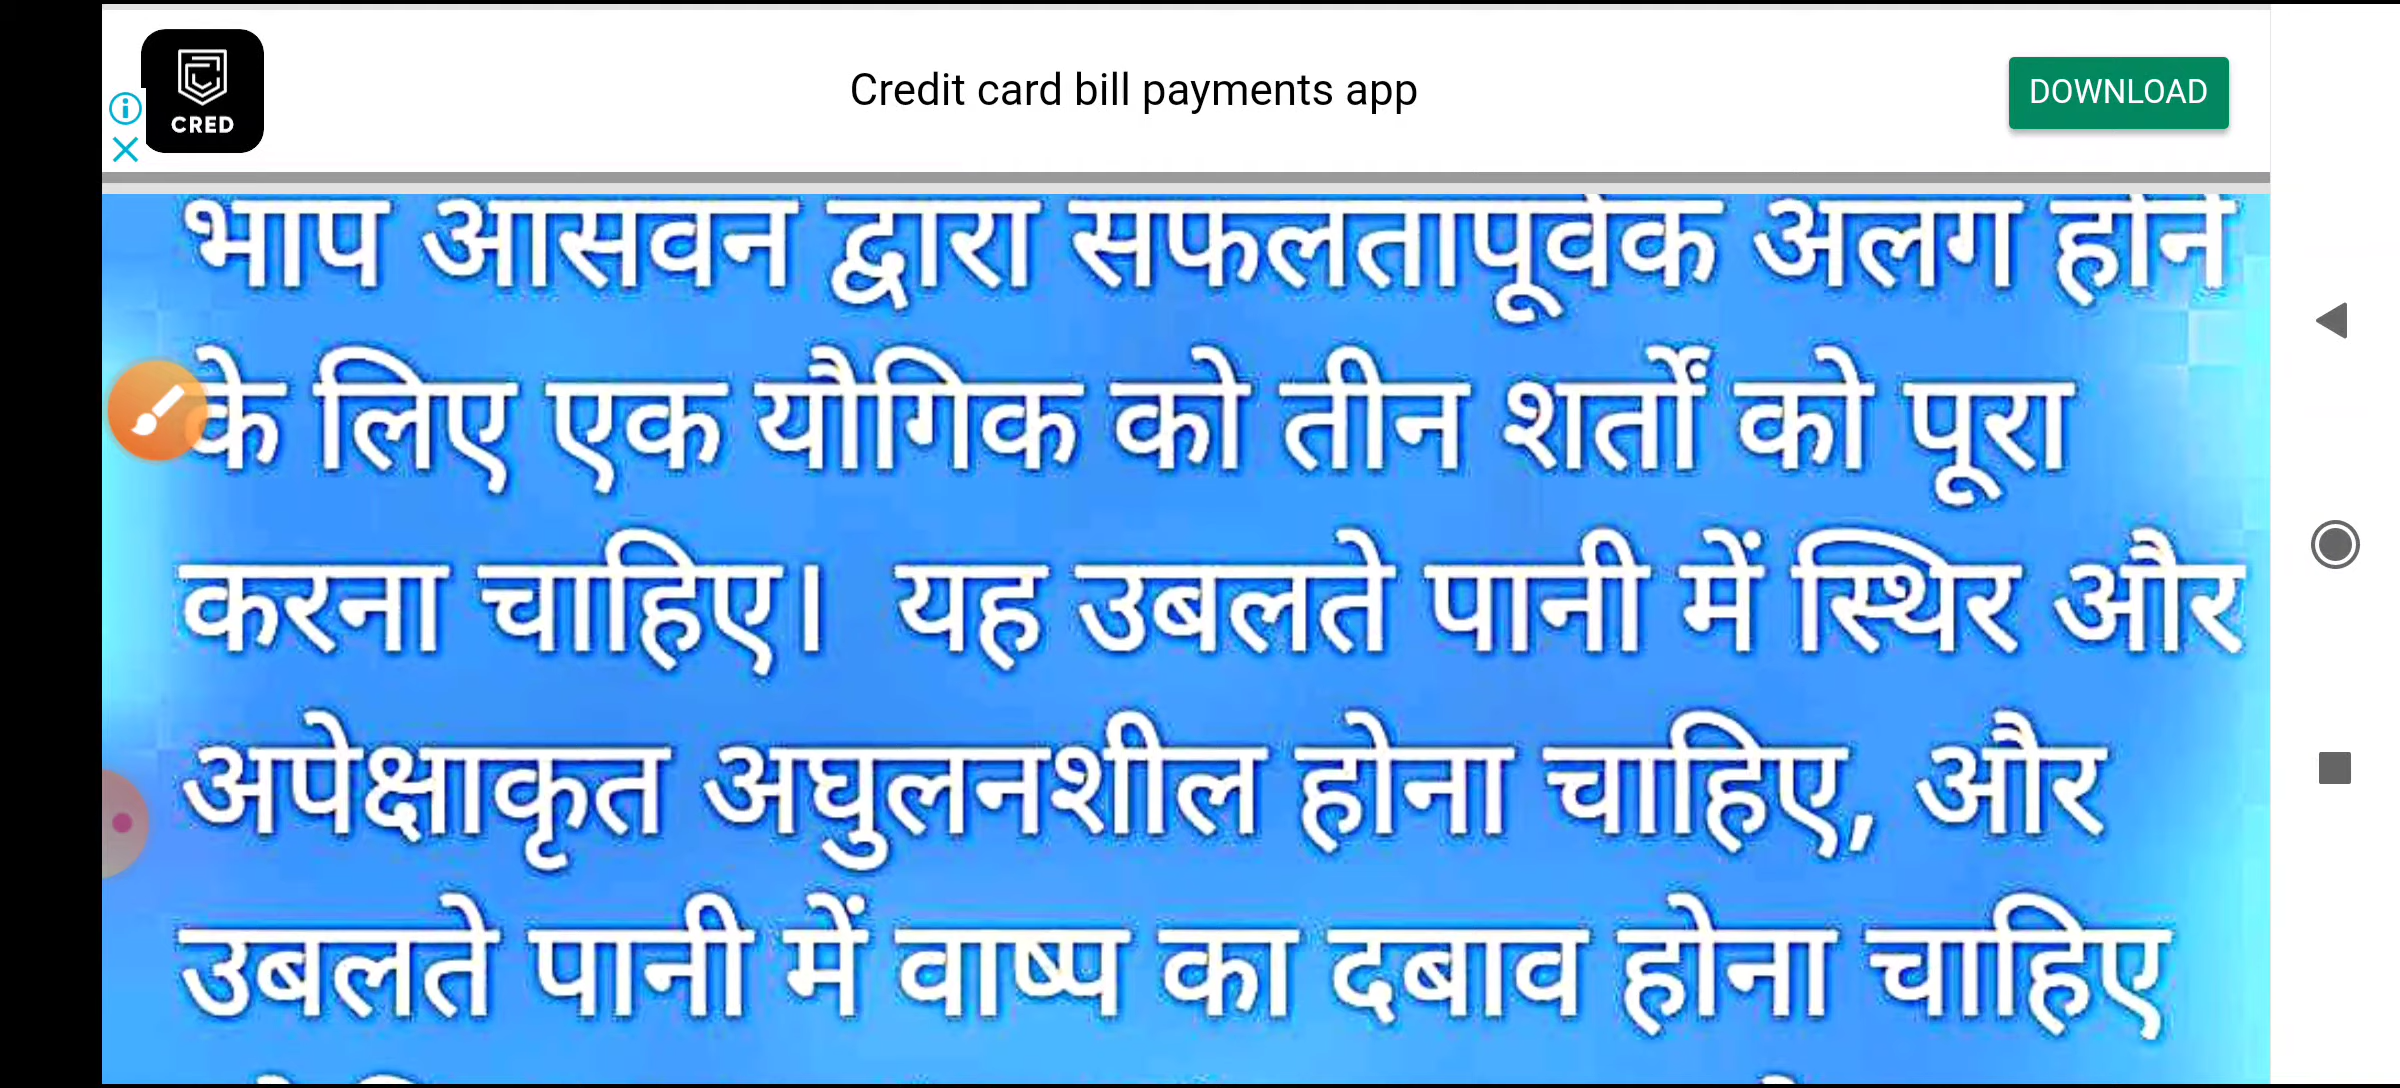 CRED
Credit card bill payments app
DOWNLOAD
भाप आसवन द्वारा सफलतापूर्वक अलग होने
के लिए एक यौगिक को तीन शर्तों को पूरा
करना चाहिए। यह उबलते पानी में स्थिर और
अपेक्षाकृत अघुलनशील होना चाहिए, और
उबलते पानी में वाष्प का दबाव होना चाहिए